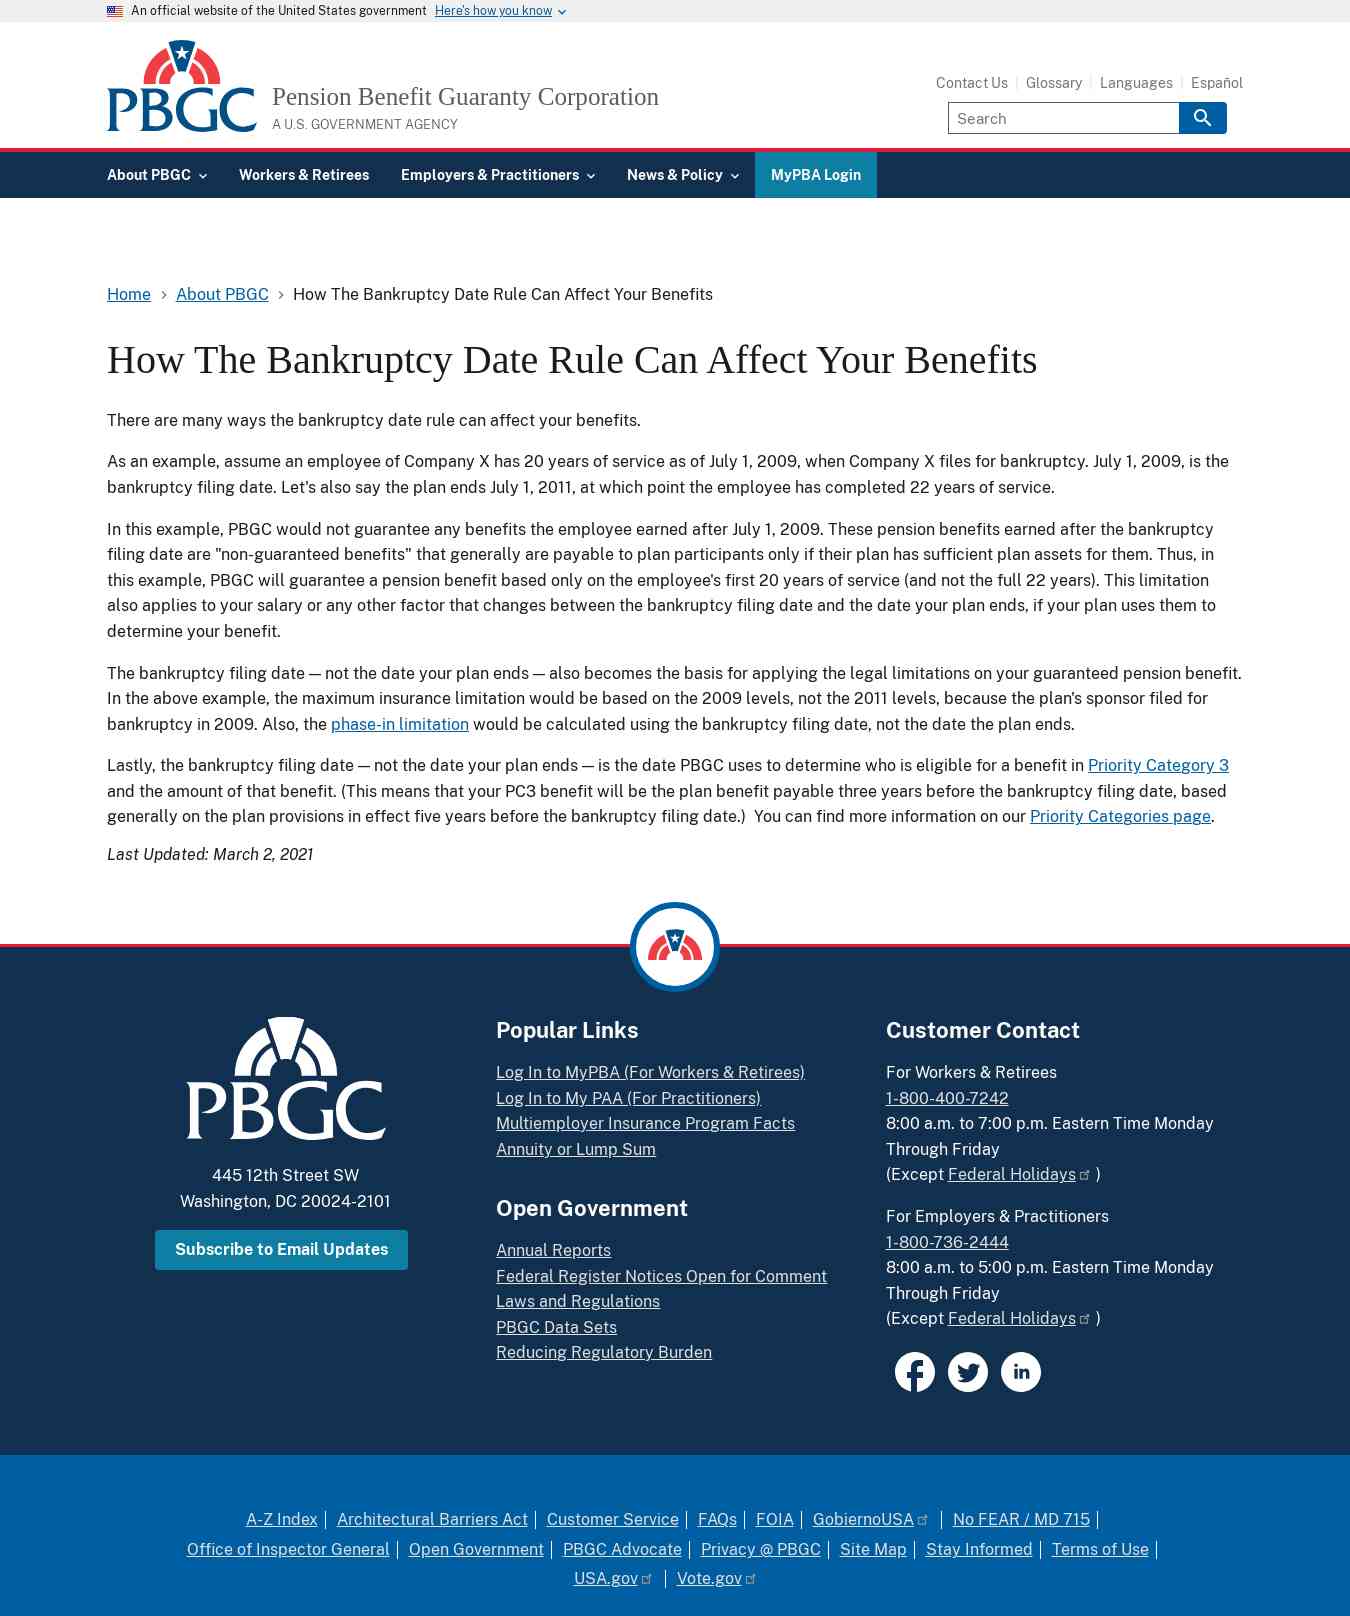 An official website of the United States government Here's how you know
PBGC
Pension Benefit Guaranty Corporation
A U.S. GOVERNMENT AGENCY
Contact Us Glossary Languages Español
Search
About PBGC Workers & Retirees Employers & Practitioners News & Policy MyPBA Login
Home About PBGC How The Bankruptcy Date Rule Can Affect Your Benefits
How The Bankruptcy Date Rule Can Affect Your Benefits
There are many ways the bankruptcy date rule can affect your benefits.
As an example, assume an employee of Company X has 20 years of service as of July 1, 2009, when Company X files for bankruptcy. July 1, 2009, is the
bankruptcy filing date. Let's also say the plan ends July 1, 2011, at which point the employee has completed 22 years of service.
In this example, PBGC would not guarantee any benefits the employee earned after July 1, 2009. These pension benefits earned after the bankruptcy
filing date are "non-guaranteed benefits" that generally are payable to plan participants only if their plan has sufficient plan assets for them. Thus, in
this example, PBGC will guarantee a pension benefit based only on the employee's first 20 years of service (and not the full 22 years). This limitation
also applies to your salary or any other factor that changes between the bankruptcy filing date and the date your plan ends, if your plan uses them to
determine your benefit.
The bankruptcy filing date — not the date your plan ends — also becomes the basis for applying the legal limitations on your guaranteed pension benefit.
In the above example, the maximum insurance limitation would be based on the 2009 levels, not the 2011 levels, because the plan's sponsor filed for
bankruptcy in 2009. Also, the phase-in limitation would be calculated using the bankruptcy filing date, not the date the plan ends.
Lastly, the bankruptcy filing date — not the date your plan ends — is the date PBGC uses to determine who is eligible for a benefit in Priority Category 3
and the amount of that benefit. (This means that your PC3 benefit will be the plan benefit payable three years before the bankruptcy filing date, based
generally on the plan provisions in effect five years before the bankruptcy filing date.) You can find more information on our Priority Categories page.
Last Updated: March 2, 2021
PBGC
445 12th Street SW
Washington, DC 20024-2101
Subscribe to Email Updates
Popular Links
Log In to MyPBA (For Workers & Retirees)
Log In to My PAA (For Practitioners)
Multiemployer Insurance Program Facts
Annuity or Lump Sum
Open Government
Annual Reports
Federal Register Notices Open for Comment
Laws and Regulations
PBGC Data Sets
Reducing Regulatory Burden
Customer Contact
For Workers & Retirees
1-800-400-7242
8:00 a.m. to 7:00 p.m. Eastern Time Monday
Through Friday
(Except Federal Holidays )
For Employers & Practitioners
1-800-736-2444
8:00 a.m. to 5:00 p.m. Eastern Time Monday
Through Friday
(Except Federal Holidays )
A-Z Index Architectural Barriers Act Customer Service FAQs FOIA GobiernoUSA No FEAR / MD 715
Office of Inspector General Open Government PBGC Advocate Privacy @ PBGC Site Map Stay Informed Terms of Use
USA.gov Vote.gov